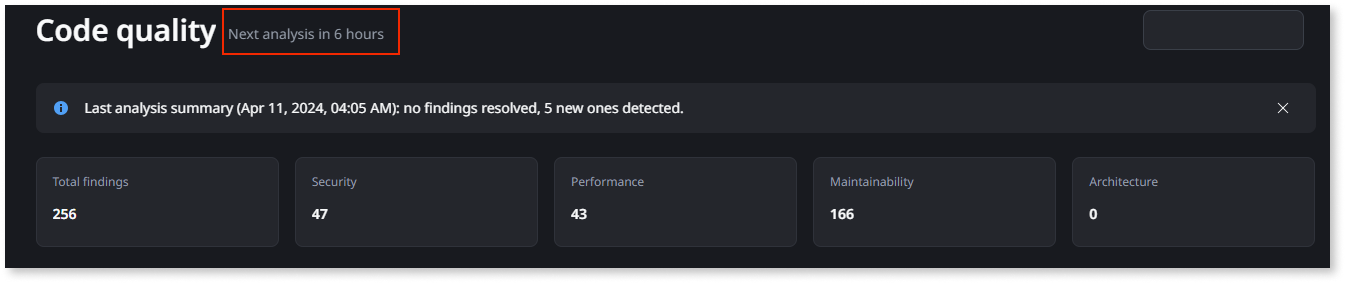 Code quality Next analysis in 6 hours
Last analysis summary (Apr 11, 2024, 04:05 AM): no findings resolved, 5 new ones detected.
Total findings Security Performance Maintainability Architecture
256 47 43 166 0